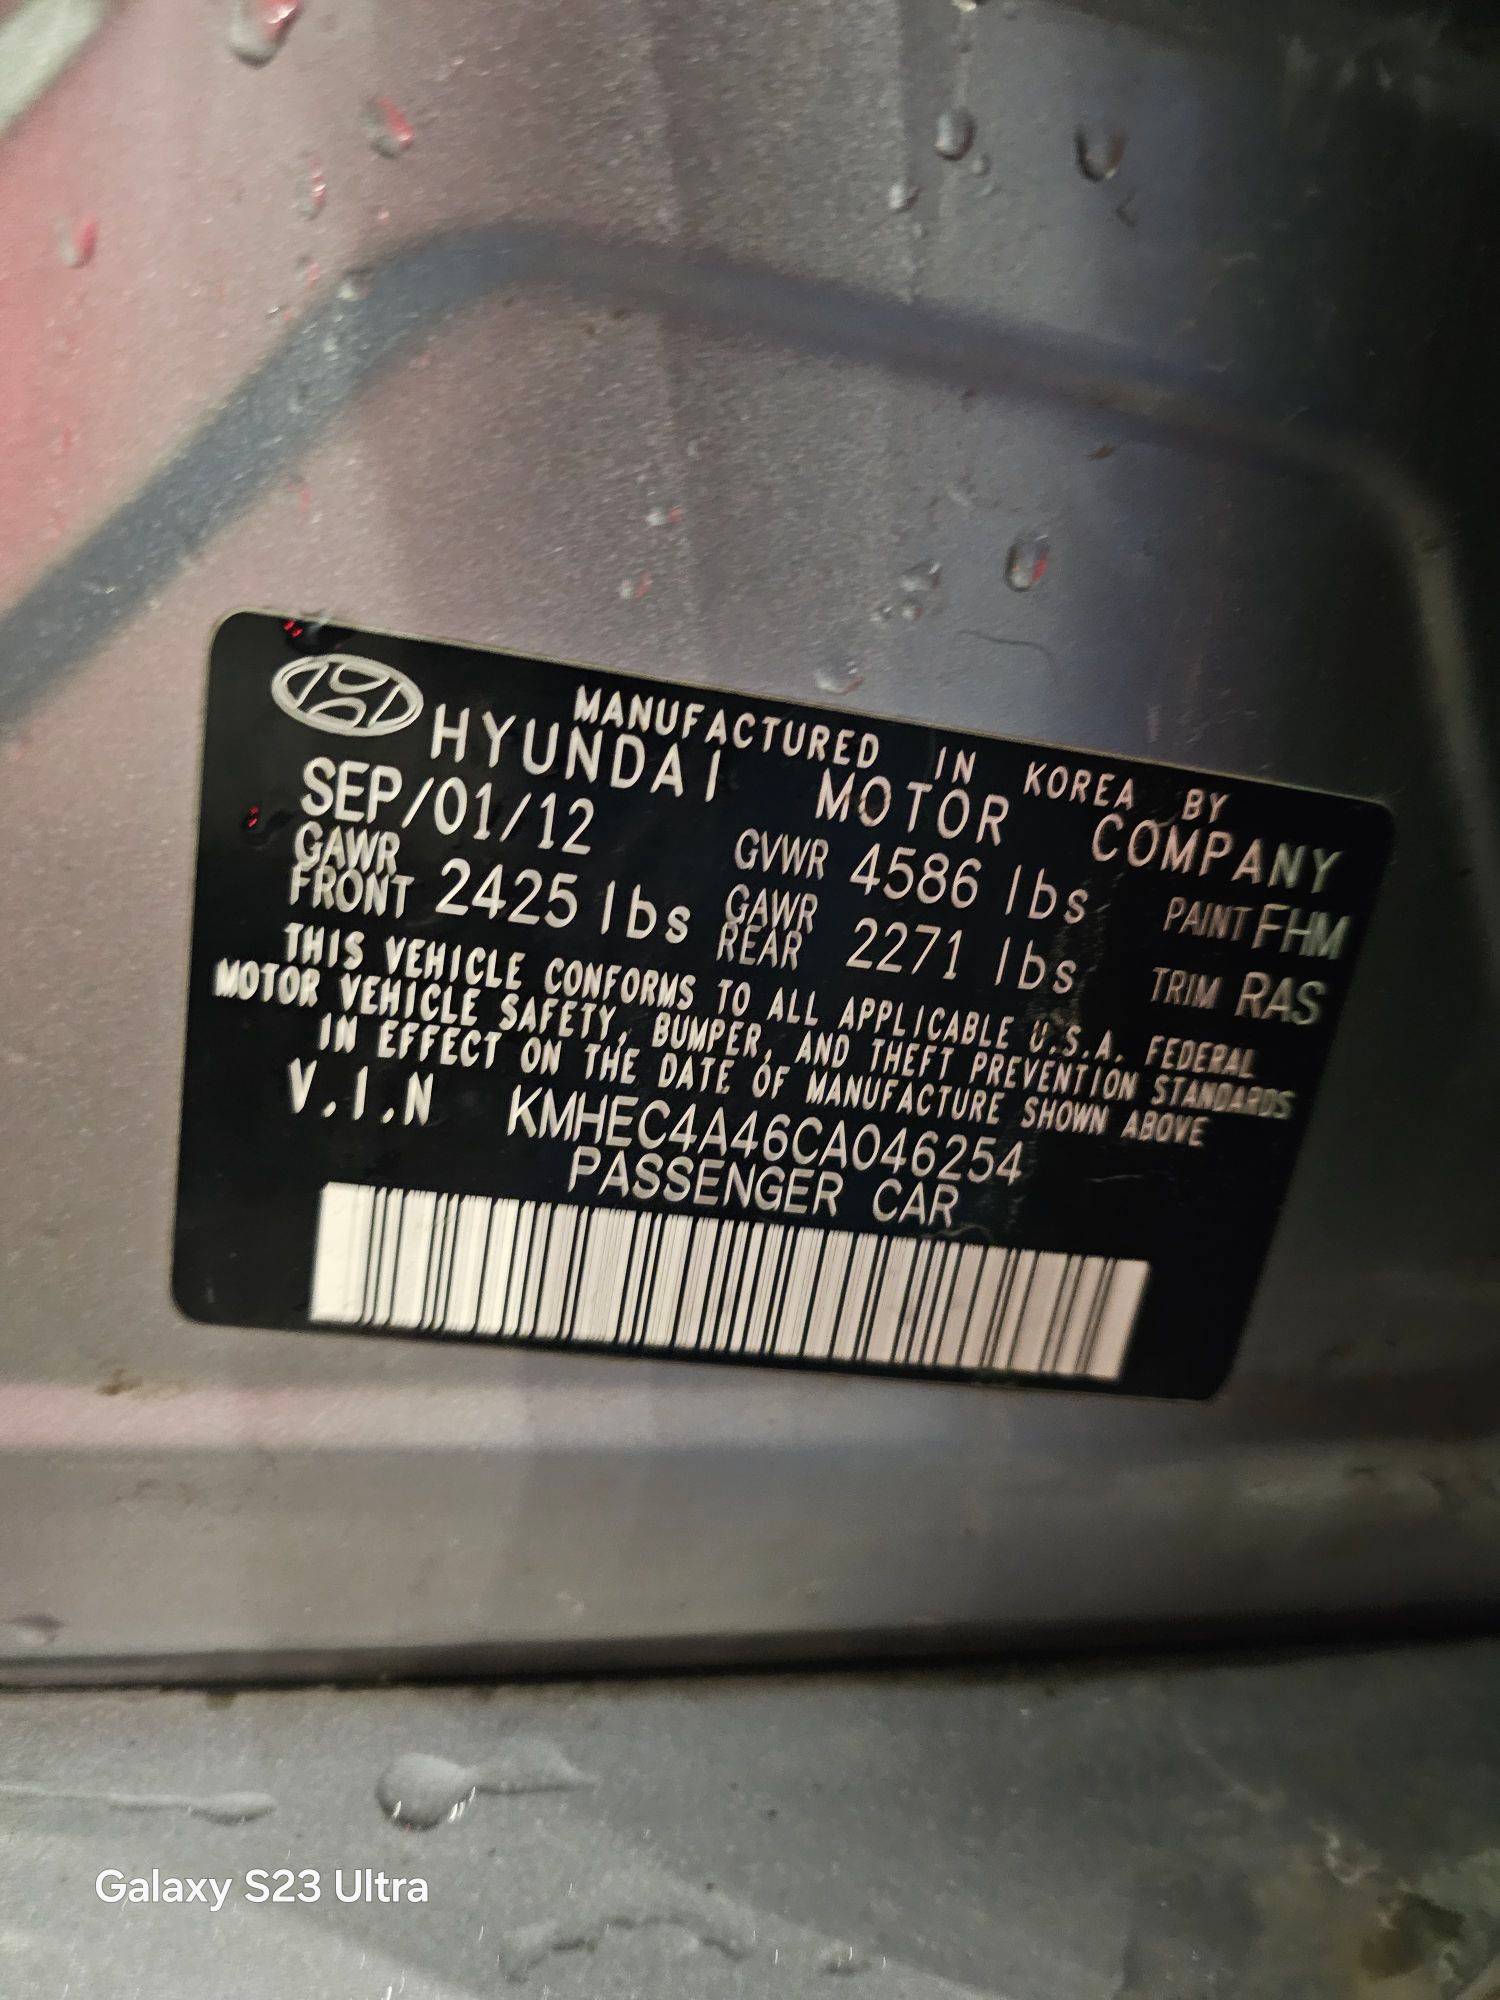 MANUFACTURED IN KOREA BY
HYUNDAI MOTOR COMPANY
SEP/01/12 GVWR 4586 lbs PAINT FHM
GAWR FRONT 2425 lbs GAWR REAR 2271 lbs TRIM RAS
THIS VEHICLE CONFORMS TO ALL APPLICABLE U.S.A. FEDERAL
MOTOR VEHICLE SAFETY, BUMPER, AND THEFT PREVENTION STANDARDS
IN EFFECT ON THE DATE OF MANUFACTURE SHOWN ABOVE
V.I.N KMHEC4A46CA046254
PASSENGER CAR
Galaxy S23 Ultra